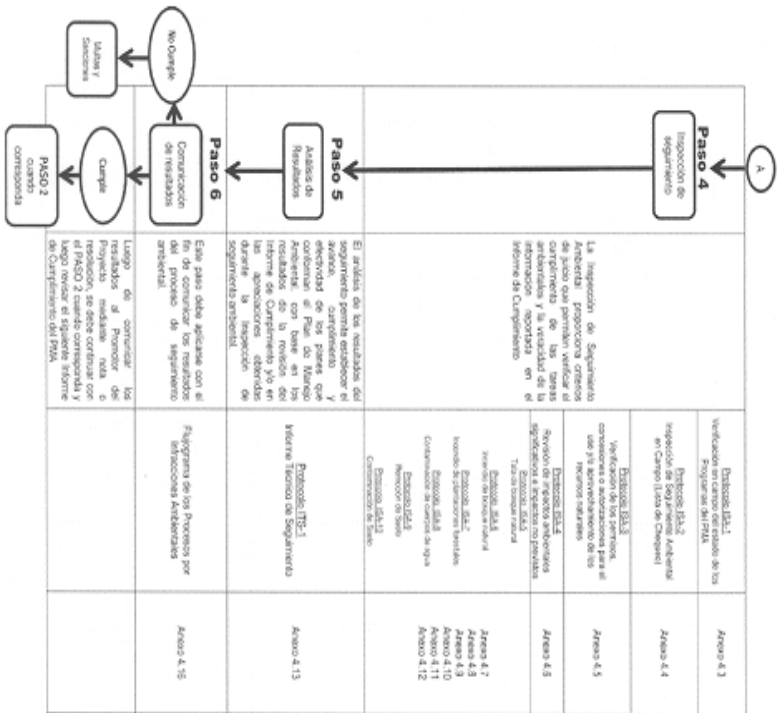 A
Paso 4
Inspección de
seguimiento
La Inspección de Seguimiento
Ambiental proporciona criterios
de juicio que permiten verificar el
cumplimiento de las tareas
ambientales y la veracidad de la
información reportada en el
Informe de Cumplimiento
Protocolo ISA-1
Verificación en campo del estado de los
Programas del PMA
Anexo 4.3
Protocolo ISA-2
Inspección de Seguimiento Ambiental
en Campo (Lista de Chequeo)
Anexo 4.4
Protocolo ISA-3
Verificación de los permisos,
concesiones o autorizaciones para el
uso y/o aprovechamiento de los
recursos naturales
Anexo 4.5
Protocolo ISA-4
Revisión de impactos ambientales
significativos e impactos no previstos
Anexo 4.6
Protocolo ISA-5
Tala de bosque natural
Protocolo ISA-6
Incendio de bosque natural
Protocolo ISA-7
Incendio de plantaciones forestales
Protocolo ISA-8
Contaminación de cuerpos de agua
Protocolo ISA-9
Remoción de Suelo
Protocolo ISA-10
Contaminación de Suelo
Anexo 4.7
Anexo 4.8
Anexo 4.9
Anexo 4.10
Anexo 4.11
Anexo 4.12
Paso 5
Análisis de
Resultados
El análisis de los resultados del
seguimiento permite establecer el
avance, cumplimiento y
efectividad de los planes que
conforman el Plan de Manejo
Ambiental, con base en los
resultados de la revisión del
Informe de Cumplimiento y/o en
las apreciaciones obtenidas
durante la Inspección de
seguimiento ambiental.
Protocolo ITS-1
Informe Técnico de Seguimiento
Anexo 4.13
Paso 6
Comunicación
de resultados
Este paso debe aplicarse con el
fin de comunicar los resultados
del proceso de seguimiento
ambiental.
Flujograma de los Procesos por
Infracciones Ambientales
Anexo 4.16
No Cumple
Multas y
Sanciones
Cumple
PASO 2
cuando
corresponda
Luego de comunicar los
resultados al Promotor del
Proyecto mediante nota o
resolución, se debe continuar con
el PASO 2 cuando corresponda y
luego revisar el siguiente Informe
de Cumplimiento del PMA